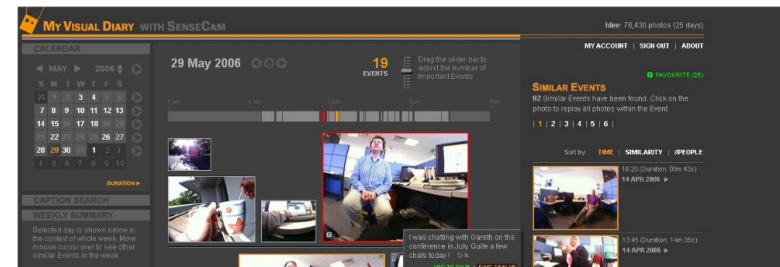 MY VISUAL DIARY WITH SENSECAM
hlee: 76,430 photos (25 days)
MY ACCOUNT | SIGN OUT | ABOUT
CALENDAR
MAY 2006
S M T W T F S
30 1 2 3 4 5 6
7 8 9 10 11 12 13
14 15 16 17 18 19 20
21 22 23 24 25 26 27
28 29 30 31 1 2 3
4 5 6 7 8 9 10
DURATION
CAPTION SEARCH
WEEKLY SUMMARY
Selected day is shown below in
the context of whole week. Move
mouse cursor over to see other
similar Events in the week
29 May 2006
19
EVENTS
Drag the slider bar to
adjust the number of
Important Events
I was chatting with Gareth on the
conference in July. Quite a few
chats today !
FAVOURITE (25)
SIMILAR EVENTS
92 Similar Events have been found. Click on the
photo to replay all photos within the Event.
| 1 | 2 | 3 | 4 | 5 | 6 |
Sort by: TIME | SIMILARITY | PEOPLE
16:20 (Duration: 09m 43s)
14 APR 2006
13:45 (Duration: 14m 05s)
14 APR 2006